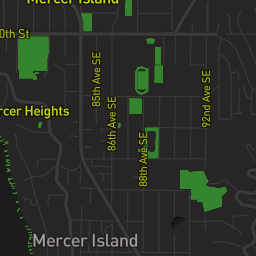 Mercer Island
0th St
85th Ave SE
92nd Ave SE
cer Heights
86th Ave SE
88th Ave SE
Mercer Island